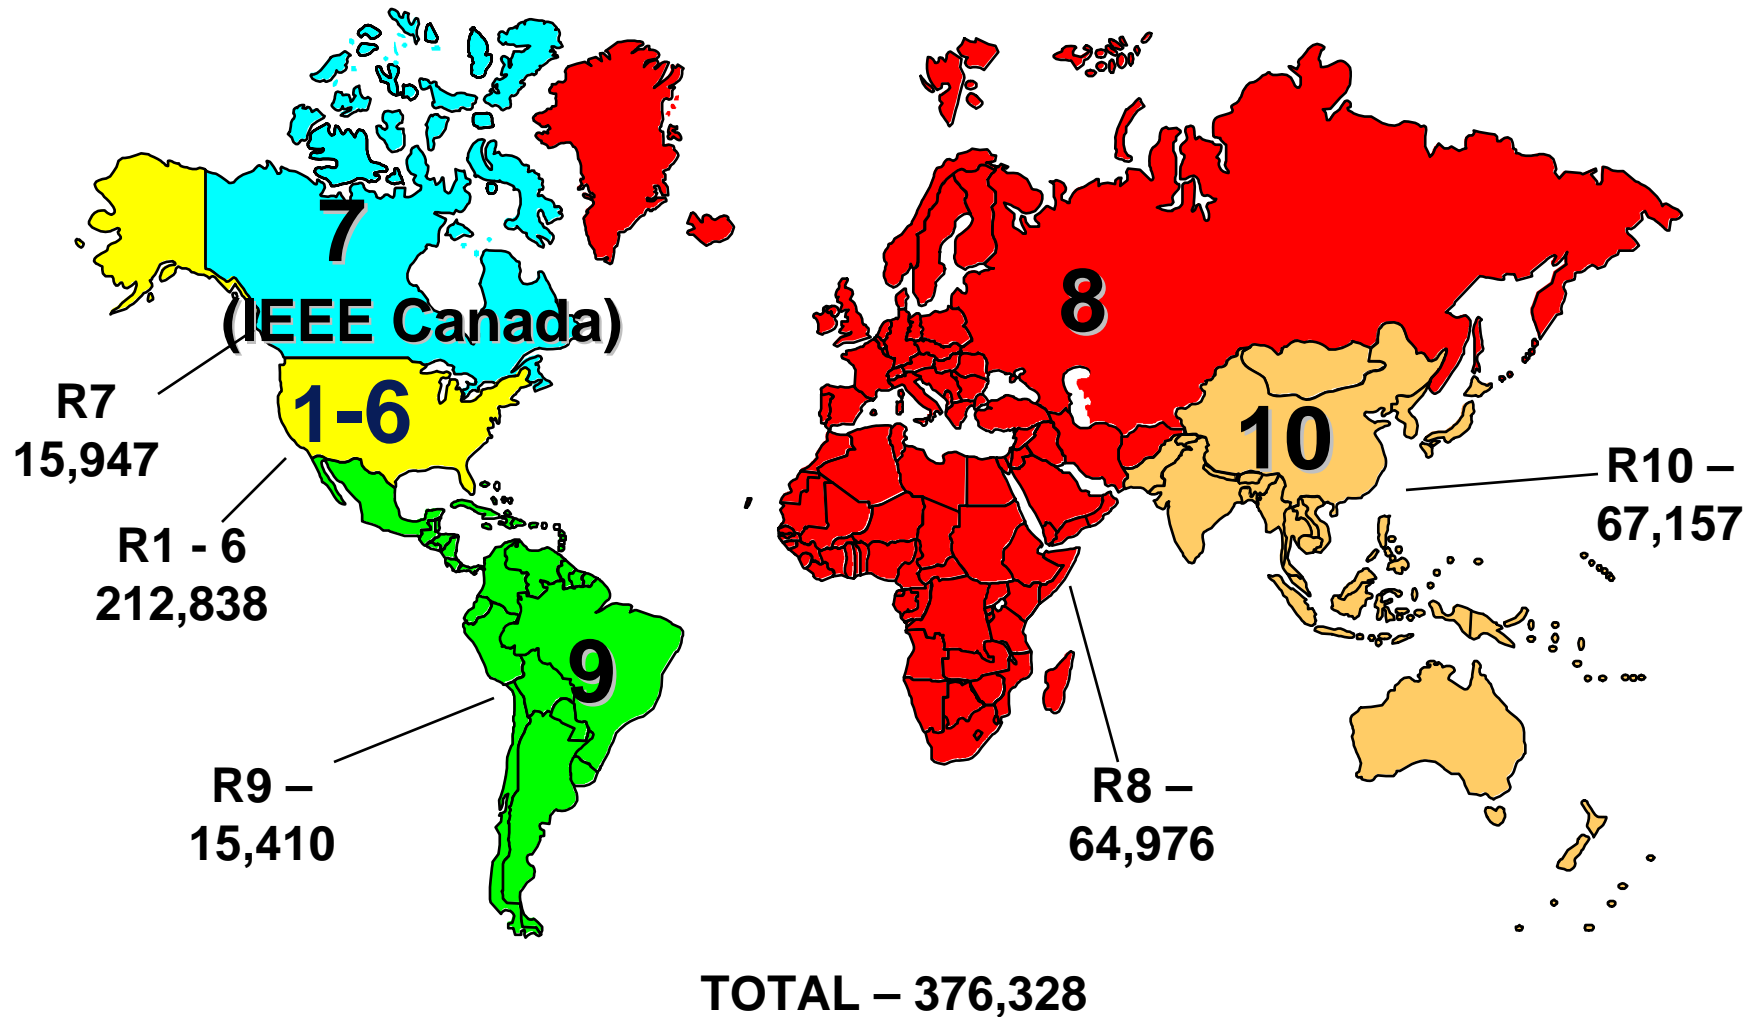 7
(IEEE Canada)
8
R7
15,947
1-6
10
R10 –
67,157
,
R1 - 6
212,838
9
R9 –
15,410
R8 –
64,976
TOTAL – 376,328